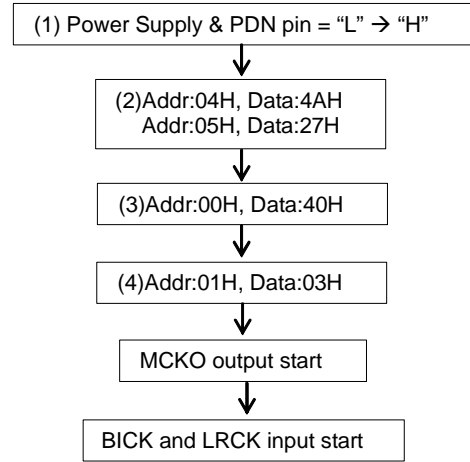 (1) Power Supply & PDN pin = “L” → “H”
(2)Addr:04H, Data:4AH
Addr:05H, Data:27H
(3)Addr:00H, Data:40H
(4)Addr:01H, Data:03H
MCKO output start
BICK and LRCK input start